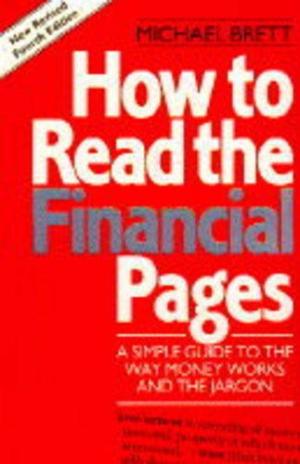 New Revised
Fourth Edition
MICHAEL BRETT
How to
Read the
Financial
Pages
A SIMPLE GUIDE TO THE
WAY MONEY WORKS
AND THE JARGON